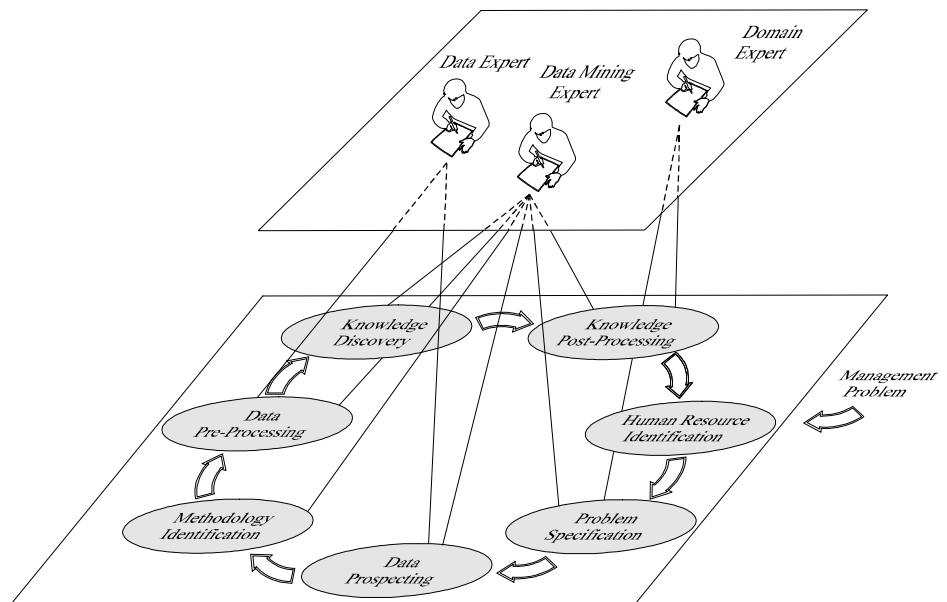 Domain
Expert
Data Expert
Data Mining
Expert
Knowledge
Discovery
Knowledge
Post-Processing
Management
Problem
Data
Pre-Processing
Human Resource
Identification
Methodology
Identification
Problem
Specification
Data
Prospecting